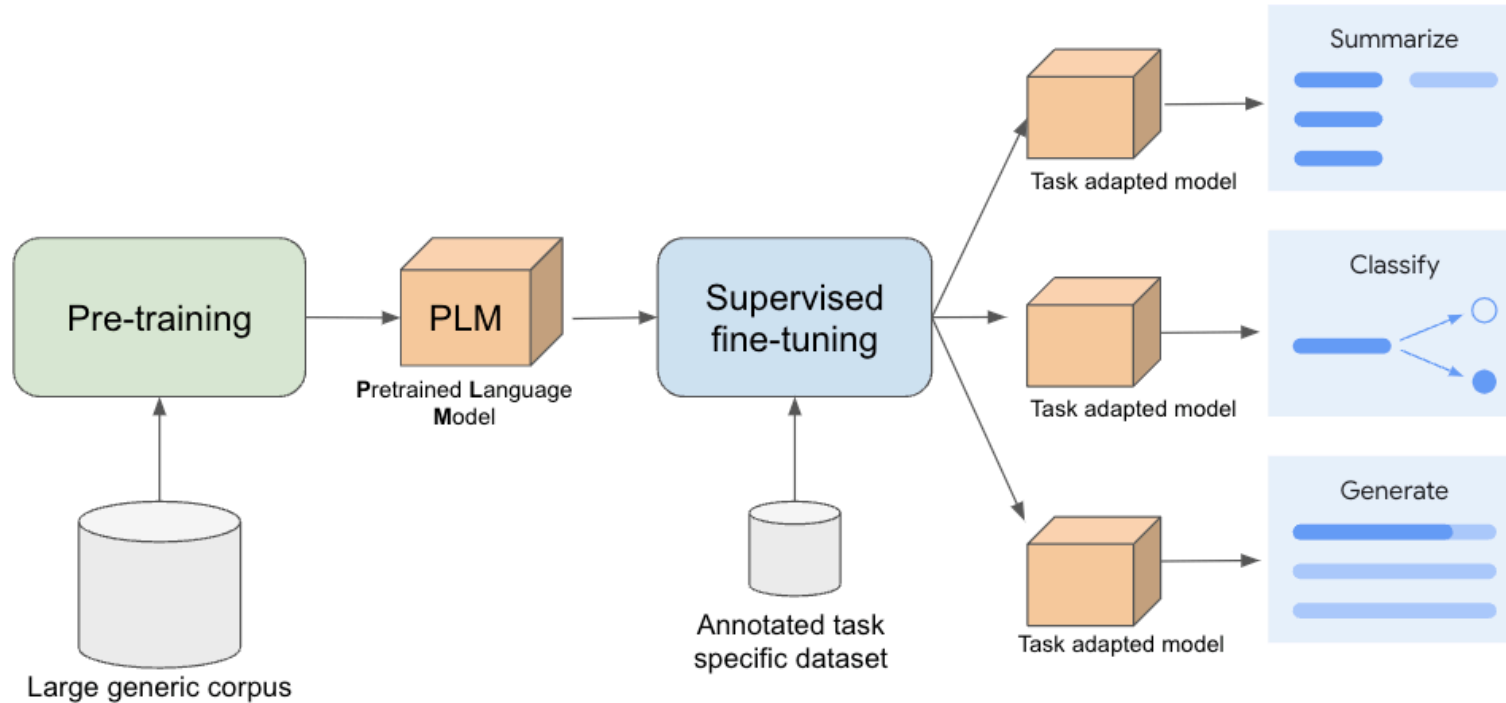 Pre-training
Large generic corpus
PLM
Pretrained Language
Model
Supervised
fine-tuning
Annotated task
specific dataset
Task adapted model
Summarize
Task adapted model
Classify
Task adapted model
Generate